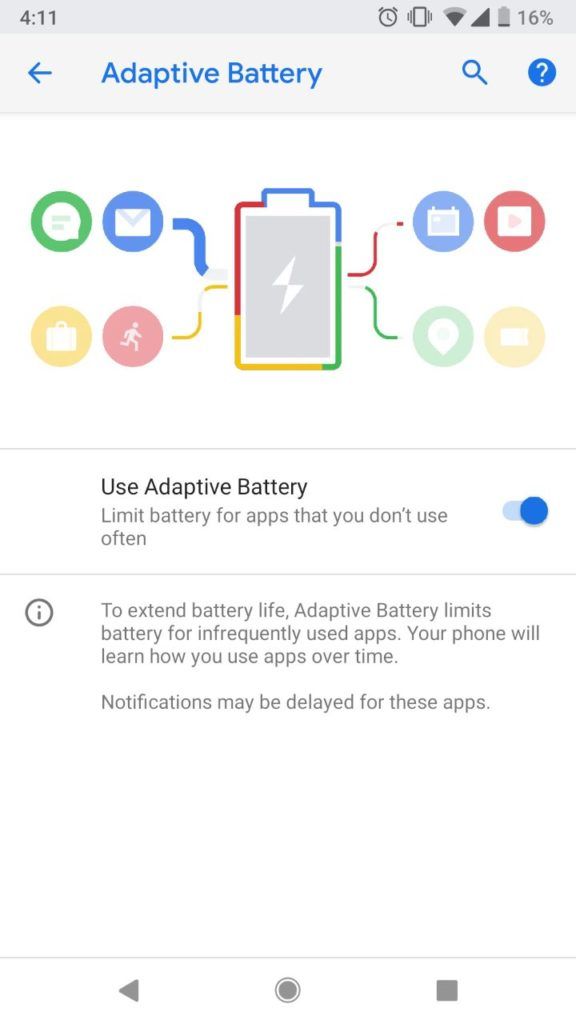 4:11
16%
Adaptive Battery
?
Use Adaptive Battery
Limit battery for apps that you don’t use
often
To extend battery life, Adaptive Battery limits
battery for infrequently used apps. Your phone will
learn how you use apps over time.
Notifications may be delayed for these apps.